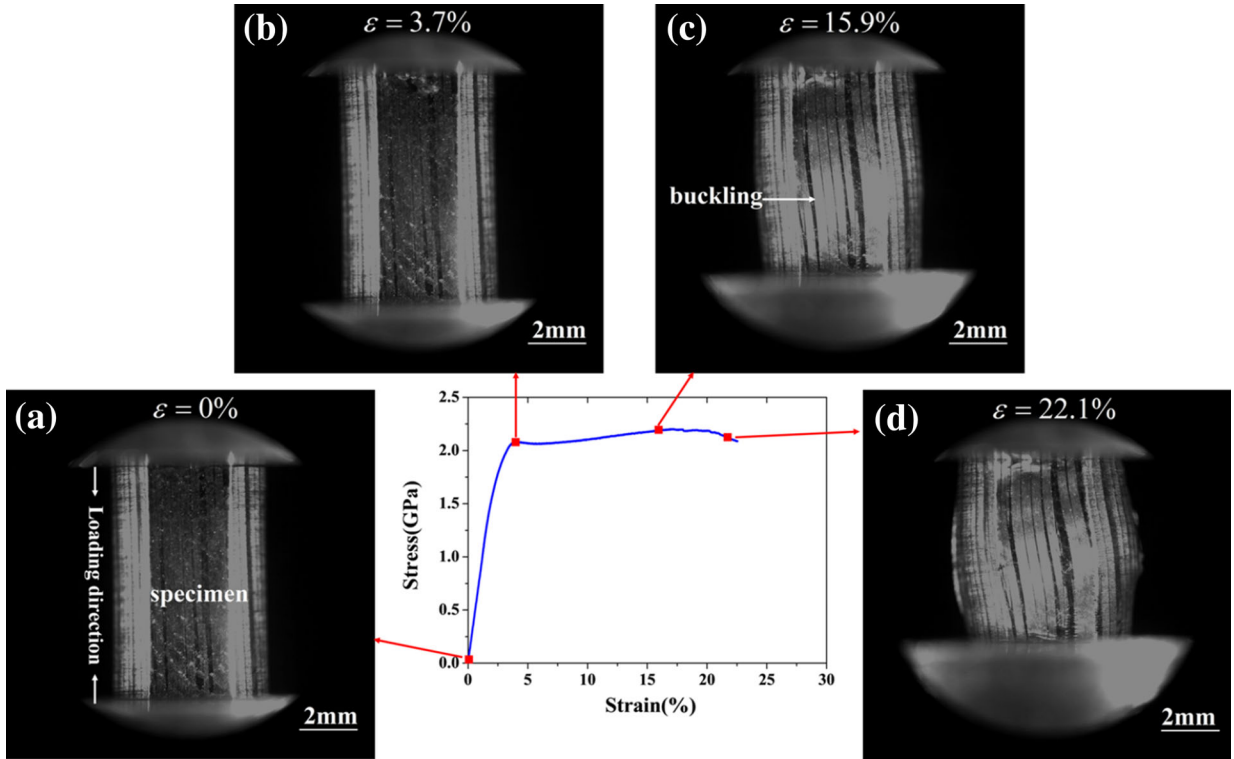 (b)
ε = 3.7%
2mm
(c)
ε = 15.9%
buckling
2mm
(a)
ε = 0%
Loading direction
specimen
2mm
Stress(GPa)
2.5
2.0
1.5
1.0
0.5
0.0
0 5 10 15 20 25 30
Strain(%)
(d)
ε = 22.1%
2mm